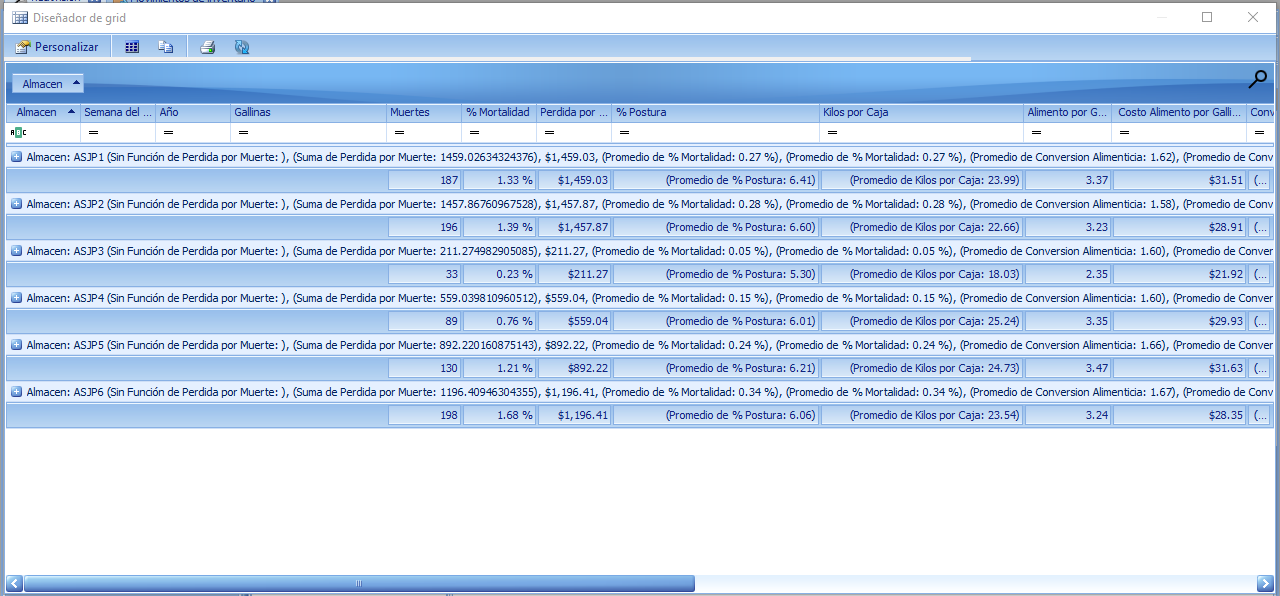 Movimientos de inventario
Diseñador de grid
Personalizar
Almacen
Almacen Semana del ... Año Gallinas Muertes % Mortalidad Perdida por ... % Postura Kilos por Caja Alimento por G... Costo Alimento por Galli... Conv
ABC = = = = = = = = = =
Almacen: ASJP1 (Sin Función de Perdida por Muerte: ), (Suma de Perdida por Muerte: 1459.02634324376), $1,459.03, (Promedio de % Mortalidad: 0.27 %), (Promedio de % Mortalidad: 0.27 %), (Promedio de Conversion Alimenticia: 1.62), (Promedio de Conver
187 1.33 % $1,459.03 (Promedio de % Postura: 6.41) (Promedio de Kilos por Caja: 23.99) 3.37 $31.51 (...
Almacen: ASJP2 (Sin Función de Perdida por Muerte: ), (Suma de Perdida por Muerte: 1457.86760967528), $1,457.87, (Promedio de % Mortalidad: 0.28 %), (Promedio de % Mortalidad: 0.28 %), (Promedio de Conversion Alimenticia: 1.58), (Promedio de Conver
196 1.39 % $1,457.87 (Promedio de % Postura: 6.60) (Promedio de Kilos por Caja: 22.66) 3.23 $28.91 (...
Almacen: ASJP3 (Sin Función de Perdida por Muerte: ), (Suma de Perdida por Muerte: 211.274982905085), $211.27, (Promedio de % Mortalidad: 0.05 %), (Promedio de % Mortalidad: 0.05 %), (Promedio de Conversion Alimenticia: 1.60), (Promedio de Convers
33 0.23 % $211.27 (Promedio de % Postura: 5.30) (Promedio de Kilos por Caja: 18.03) 2.35 $21.92 (...
Almacen: ASJP4 (Sin Función de Perdida por Muerte: ), (Suma de Perdida por Muerte: 559.039810960512), $559.04, (Promedio de % Mortalidad: 0.15 %), (Promedio de % Mortalidad: 0.15 %), (Promedio de Conversion Alimenticia: 1.60), (Promedio de Conver
89 0.76 % $559.04 (Promedio de % Postura: 6.01) (Promedio de Kilos por Caja: 25.24) 3.35 $29.93 (...
Almacen: ASJP5 (Sin Función de Perdida por Muerte: ), (Suma de Perdida por Muerte: 892.220160875143), $892.22, (Promedio de % Mortalidad: 0.24 %), (Promedio de % Mortalidad: 0.24 %), (Promedio de Conversion Alimenticia: 1.66), (Promedio de Conver
130 1.21 % $892.22 (Promedio de % Postura: 6.21) (Promedio de Kilos por Caja: 24.73) 3.47 $31.63 (...
Almacen: ASJP6 (Sin Función de Perdida por Muerte: ), (Suma de Perdida por Muerte: 1196.40946304355), $1,196.41, (Promedio de % Mortalidad: 0.34 %), (Promedio de % Mortalidad: 0.34 %), (Promedio de Conversion Alimenticia: 1.67), (Promedio de Conv
198 1.68 % $1,196.41 (Promedio de % Postura: 6.06) (Promedio de Kilos por Caja: 23.54) 3.24 $28.35 (...